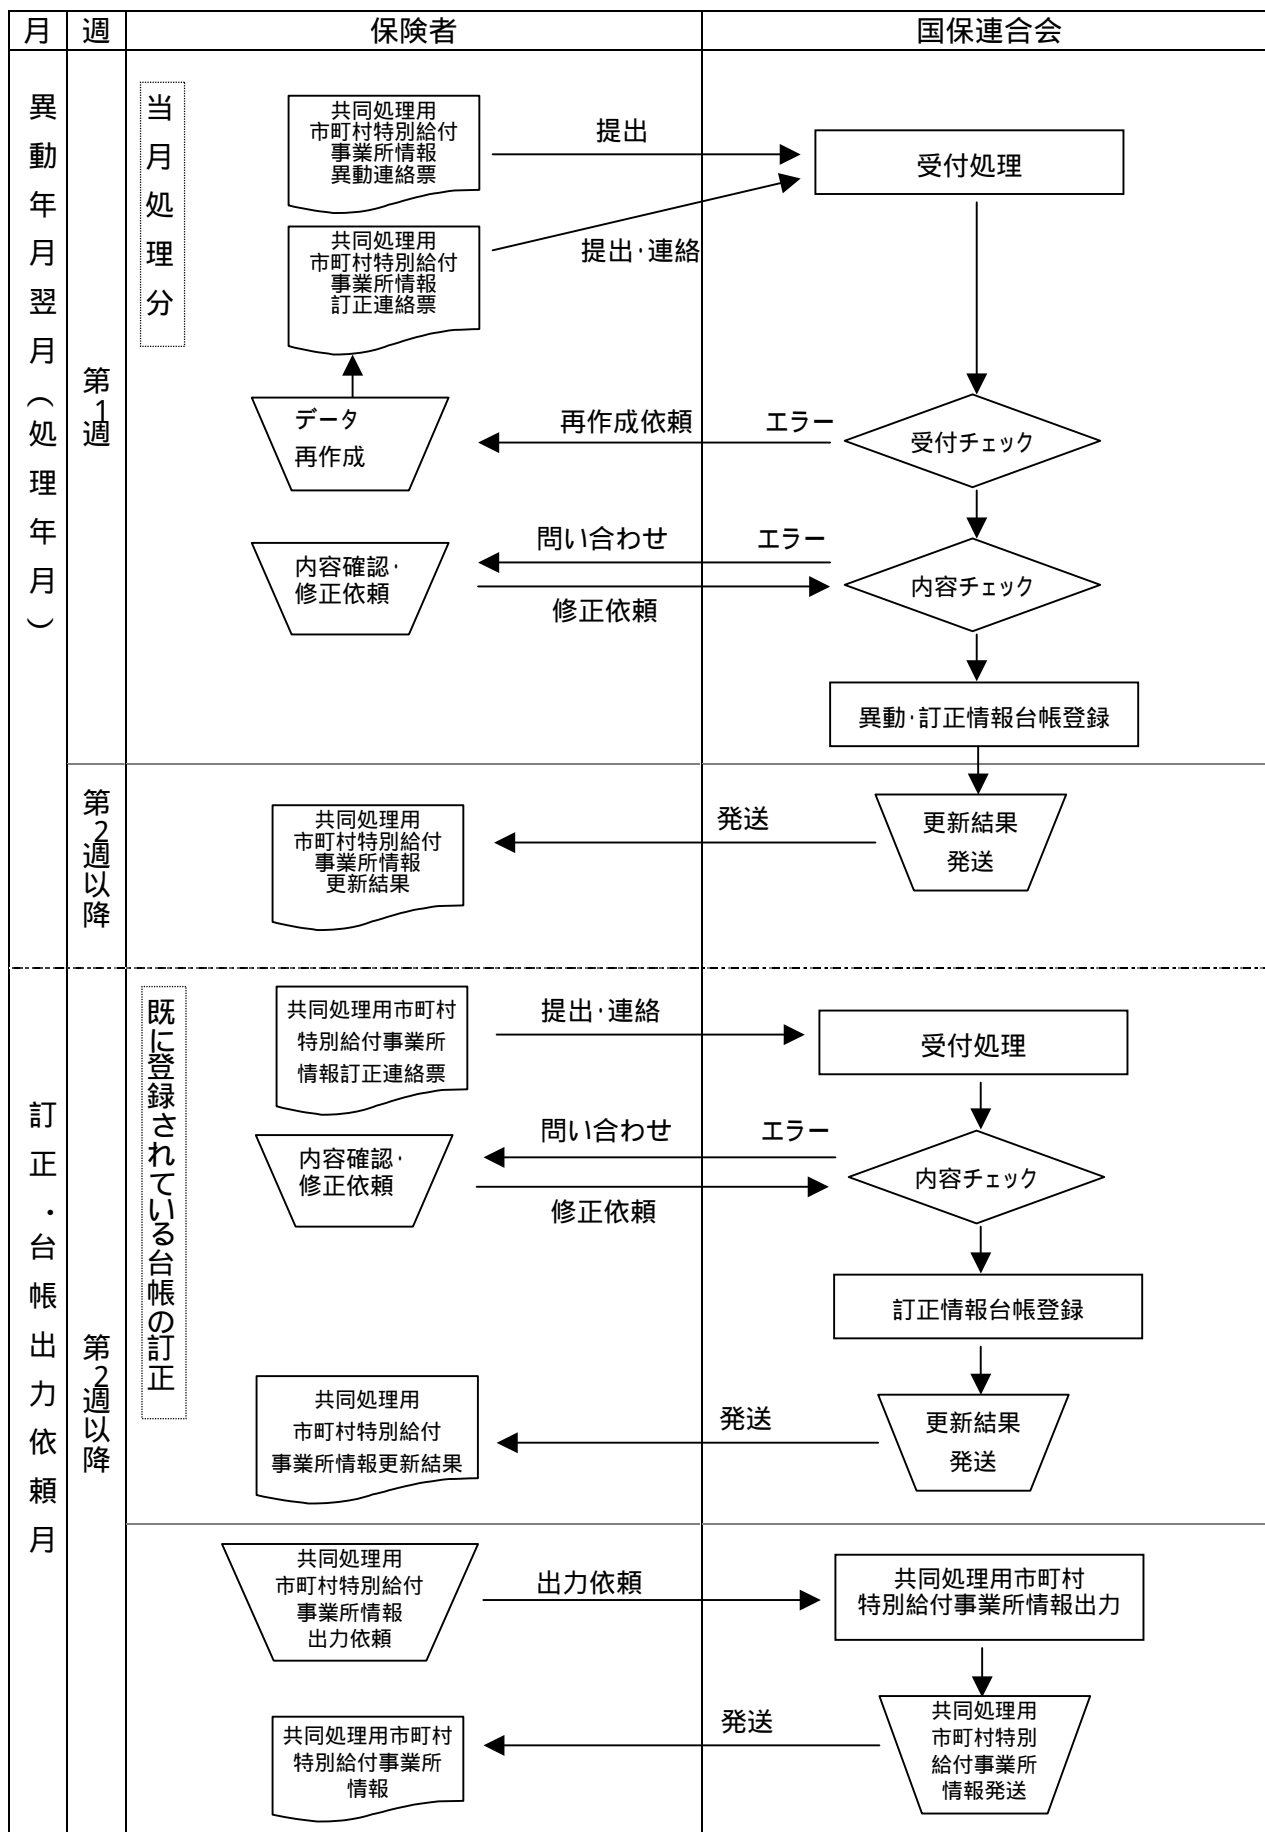 月
週
保険者
国保連合会
異動年月翌月（処理年月）
第1週
当月処理分
共同処理用
市町村特別給付
事業所情報
異動連絡票
提出
受付処理
共同処理用
市町村特別給付
事業所情報
訂正連絡票
提出・連絡
データ
再作成
再作成依頼
エラー
受付チェック
内容確認・
修正依頼
問い合わせ
エラー
修正依頼
内容チェック
異動・訂正情報台帳登録
第2週以降
共同処理用
市町村特別給付
事業所情報
更新結果
発送
更新結果
発送
訂正・台帳出力依頼月
第2週以降
既に登録されている台帳の訂正
共同処理用市町村
特別給付事業所
情報訂正連絡票
提出・連絡
受付処理
内容確認・
修正依頼
問い合わせ
エラー
修正依頼
内容チェック
訂正情報台帳登録
共同処理用
市町村特別給付
事業所情報更新結果
発送
更新結果
発送
共同処理用
市町村特別給付
事業所情報
出力依頼
出力依頼
共同処理用市町村
特別給付事業所情報出力
共同処理用市町村
特別給付事業所
情報
発送
共同処理用
市町村特別
給付事業所
情報発送